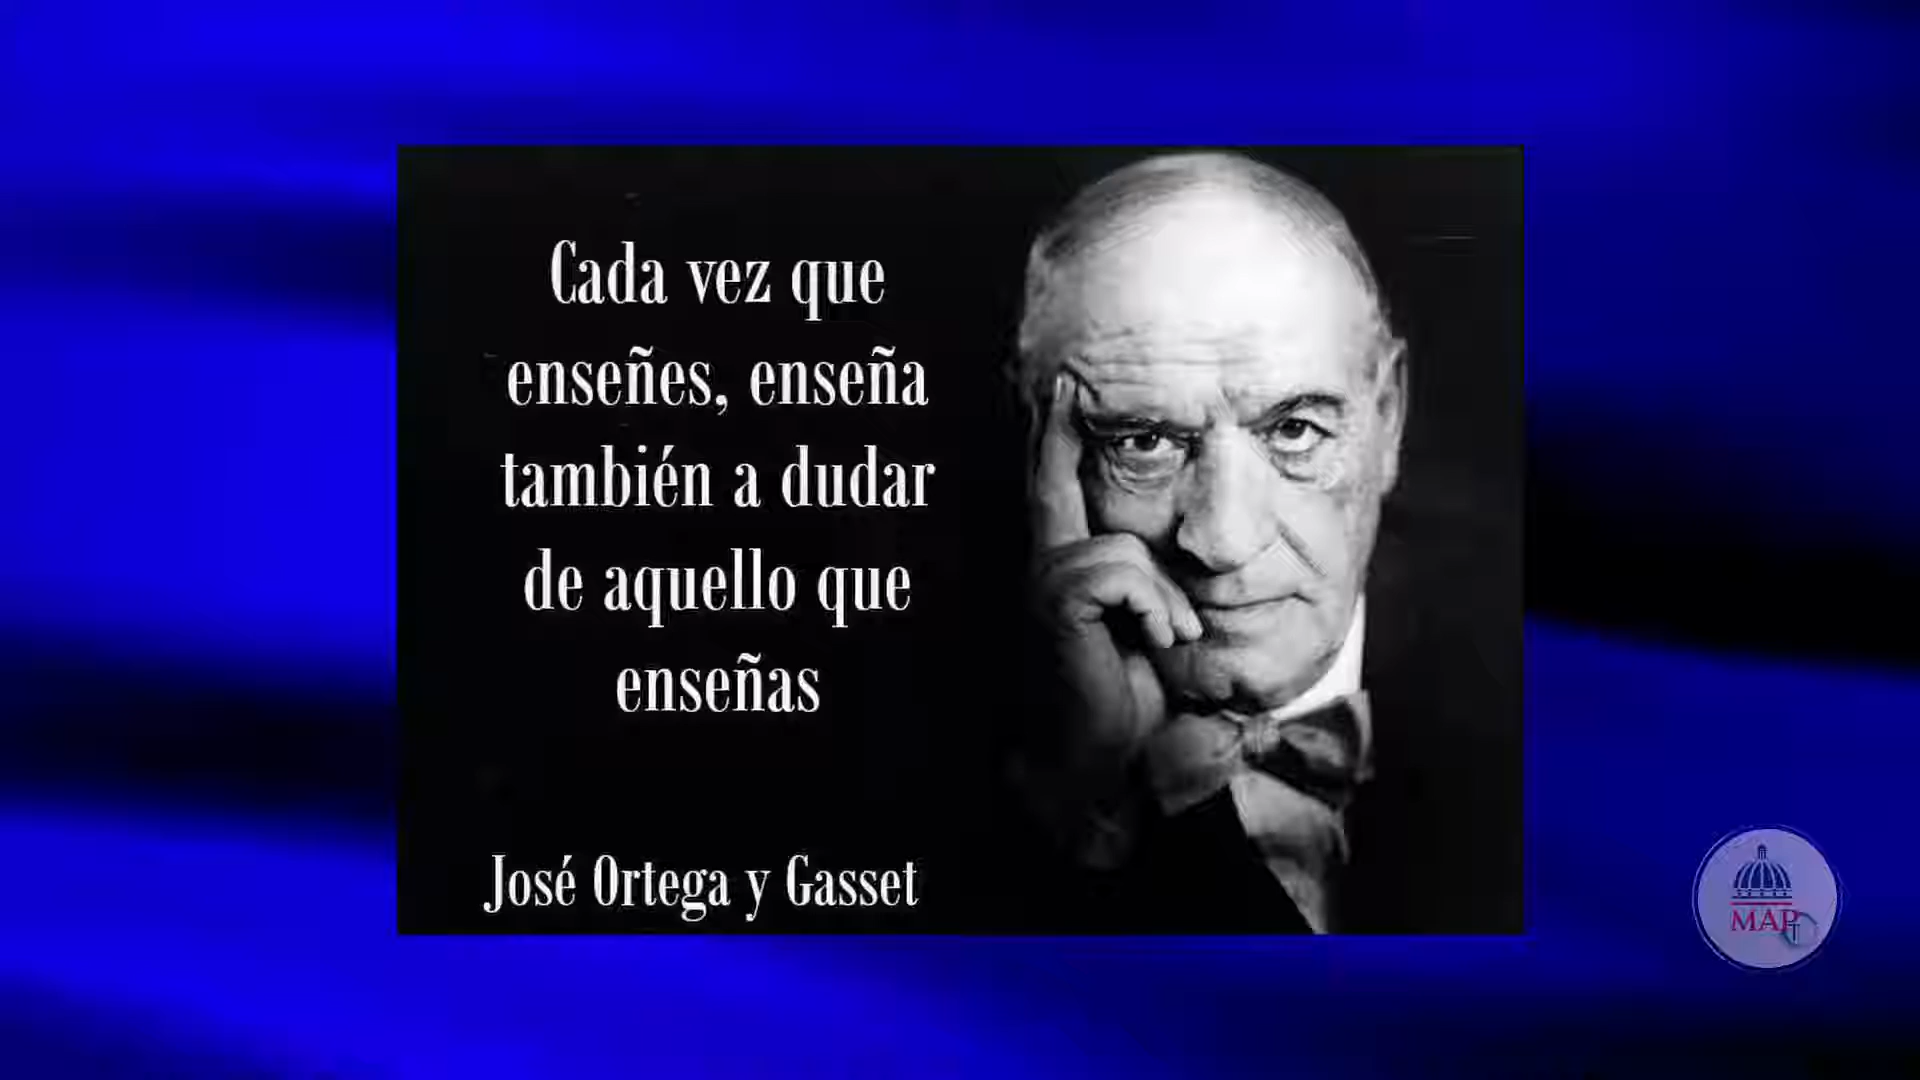 Cada vez que
enseñes, enseña
también a dudar
de aquello que
enseñas
José Ortega y Gasset
MAP